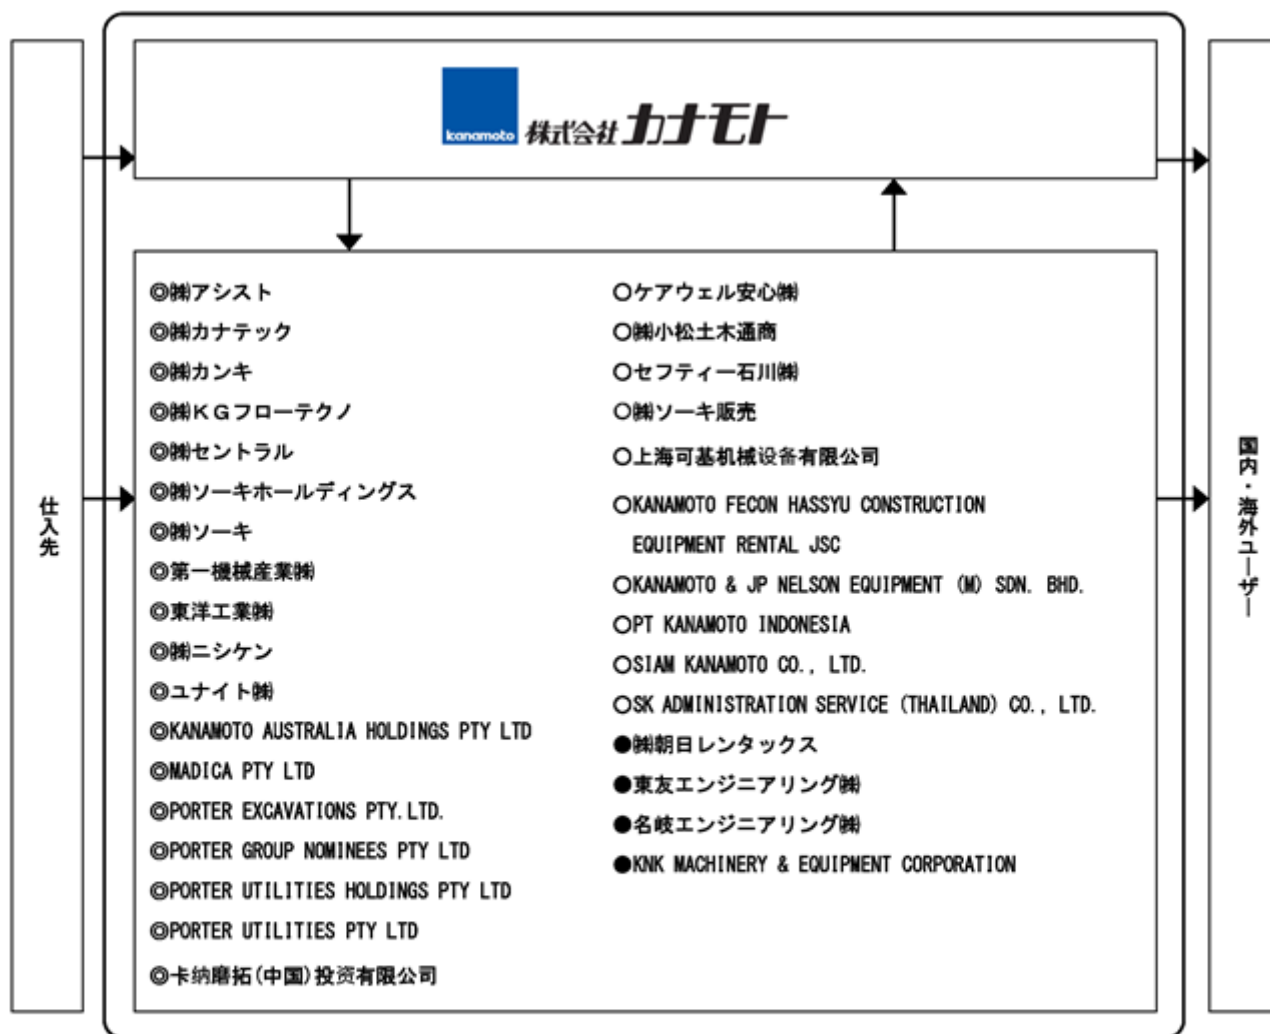 kanamoto 株式会社カナモト
仕入先
◎㈱アシスト
◎㈱カナテック
◎㈱カンキ
◎㈱ＫＧフローテクノ
◎㈱セントラル
◎㈱ソーキホールディングス
◎㈱ソーキ
◎第一機械産業㈱
◎東洋工業㈱
◎㈱ニシケン
◎ユナイト㈱
◎KANAMOTO AUSTRALIA HOLDINGS PTY LTD
◎MADICA PTY LTD
◎PORTER EXCAVATIONS PTY.LTD.
◎PORTER GROUP NOMINEES PTY LTD
◎PORTER UTILITIES HOLDINGS PTY LTD
◎PORTER UTILITIES PTY LTD
◎卡纳磨拓(中国)投资有限公司
○ケアウェル安心㈱
○㈱小松土木通商
○セフティー石川㈱
○㈱ソーキ販売
○上海可基机械设备有限公司
○KANAMOTO FECON HASSYU CONSTRUCTION
EQUIPMENT RENTAL JSC
○KANAMOTO & JP NELSON EQUIPMENT (M) SDN. BHD.
○PT KANAMOTO INDONESIA
○SIAM KANAMOTO CO., LTD.
○SK ADMINISTRATION SERVICE (THAILAND) CO., LTD.
●㈱朝日レンタックス
●東友エンジニアリング㈱
●名岐エンジニアリング㈱
●KNK MACHINERY & EQUIPMENT CORPORATION
国内・海外ユーザー